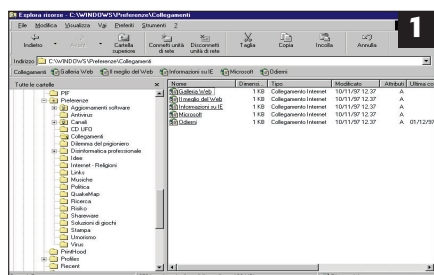 Esplora risorse - C:\WINDOWS\Preferenze\Collegamenti
1
File Modifica Visualizza Vai Preferiti Strumenti ?
Indietro Avanti Cartella superiore Connetti unità di rete Disconnetti unità di rete Taglia Copia Incolla Annulla
Indirizzo C:\WINDOWS\Preferenze\Collegamenti
Collegamenti Galleria Web Il meglio del Web Informazioni su IE Microsoft Odierni
Tutte le cartelle
Nome Dimensi... Tipo Modificato Attributi Ultima co
Galleria Web 1 KB Collegamento Internet 10/11/97 12.37 A
Il meglio del Web 1 KB Collegamento Internet 10/11/97 12.37 A
Informazioni su IE 1 KB Collegamento Internet 10/11/97 12.37 A
Microsoft 1 KB Collegamento Internet 10/11/97 12.37 A
Odierni 1 KB Collegamento Internet 10/11/97 12.37 A 01/12/97
PIF
Preferenze
Aggiornamenti software
Antivirus
Canali
CD UFO
Collegamenti
Dilemma del prigioniero
Disinformatica professionale
Idee
Internet - Religioni
Links
Musiche
Politica
QuakeMap
Ricerca
Risiko
Shareware
Soluzioni di giochi
Stampa
Umorismo
Virus
PrintHood
Profiles
Recent